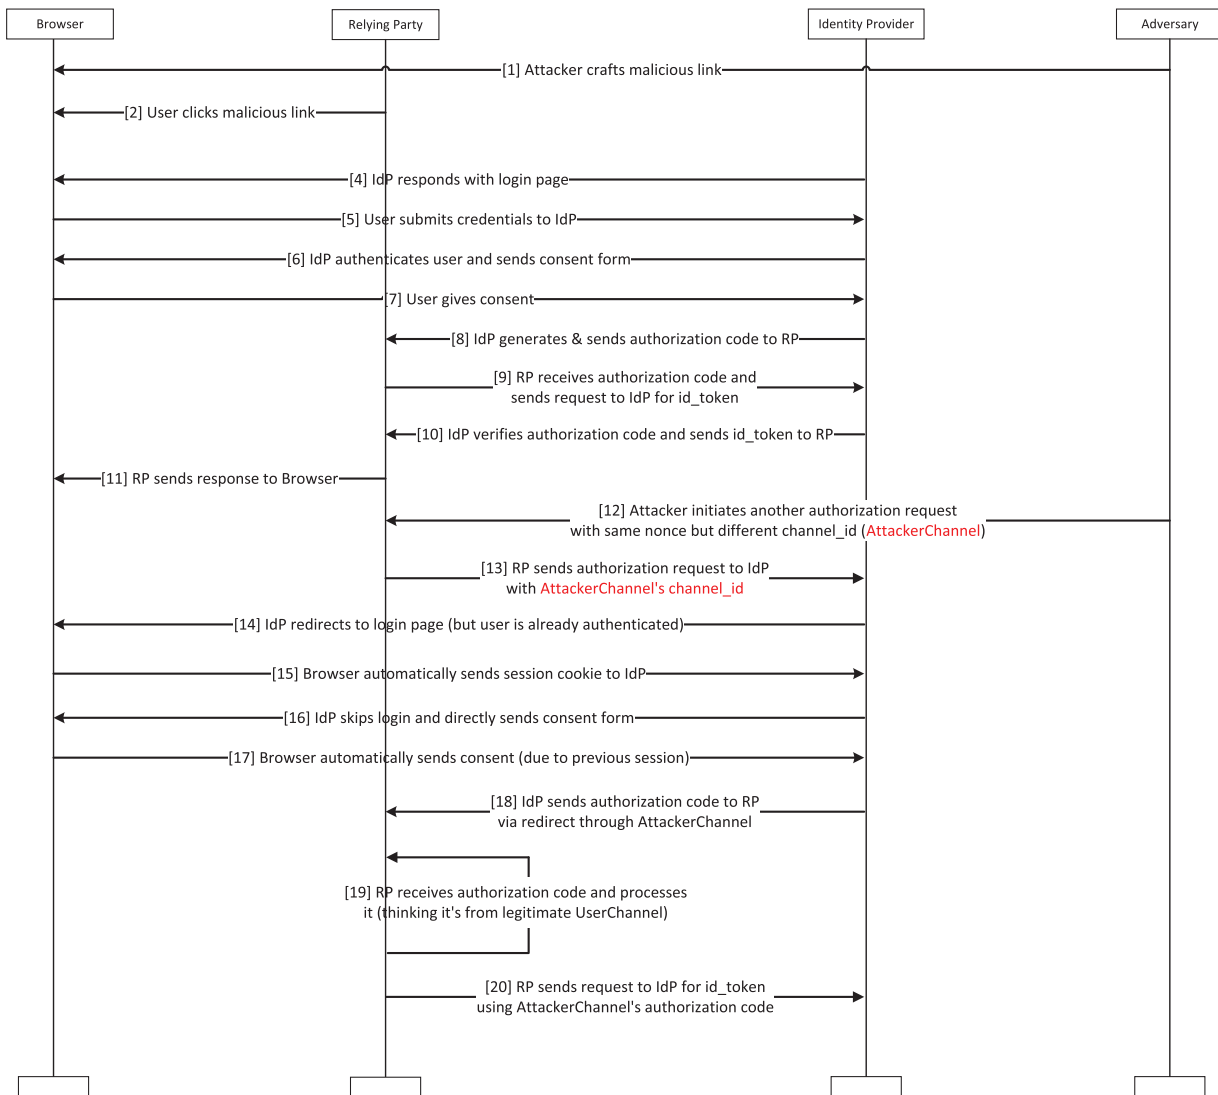 Browser
Relying Party
Identity Provider
Adversary
[1] Attacker crafts malicious link
[2] User clicks malicious link
[4] IdP responds with login page
[5] User submits credentials to IdP
[6] IdP authenticates user and sends consent form
[7] User gives consent
[8] IdP generates & sends authorization code to RP
[9] RP receives authorization code and
sends request to IdP for id_token
[10] IdP verifies authorization code and sends id_token to RP
[11] RP sends response to Browser
[12] Attacker initiates another authorization request
with same nonce but different channel_id (AttackerChannel)
[13] RP sends authorization request to IdP
with AttackerChannel's channel_id
[14] IdP redirects to login page (but user is already authenticated)
[15] Browser automatically sends session cookie to IdP
[16] IdP skips login and directly sends consent form
[17] Browser automatically sends consent (due to previous session)
[18] IdP sends authorization code to RP
via redirect through AttackerChannel
[19] RP receives authorization code and processes
it (thinking it's from legitimate UserChannel)
[20] RP sends request to IdP for id_token
using AttackerChannel's authorization code